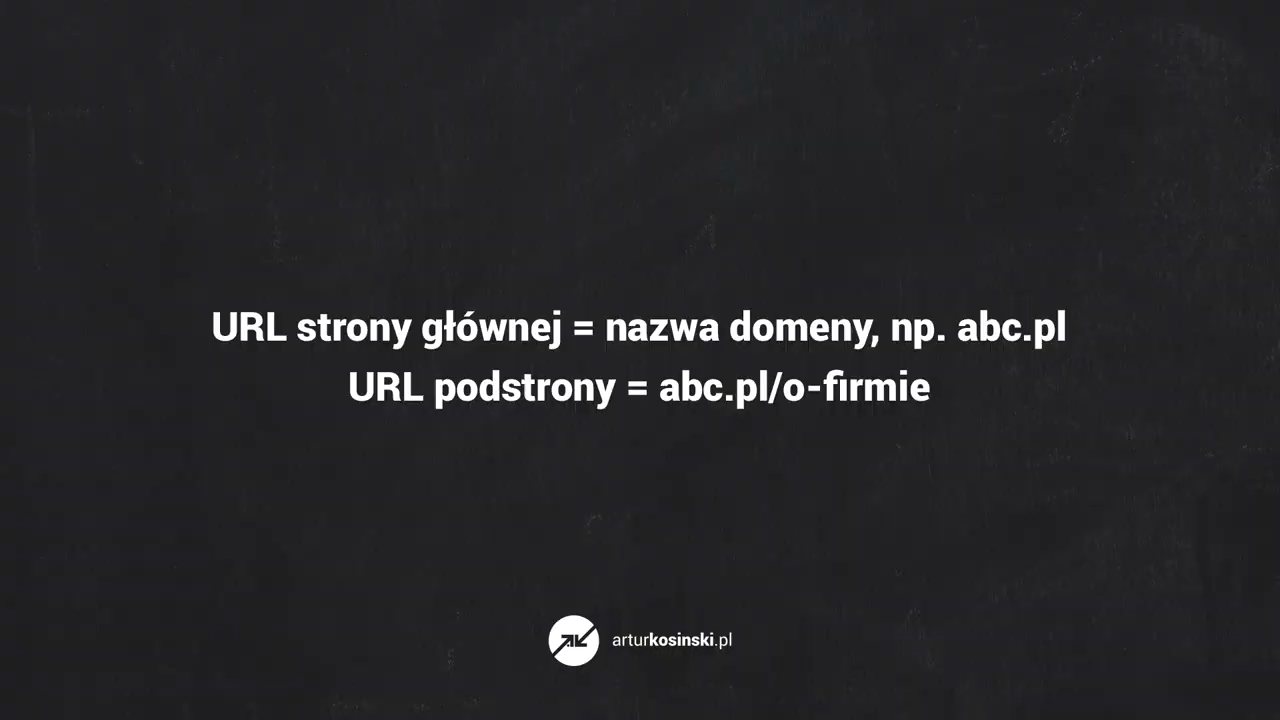 URL strony głównej = nazwa domeny, np. abc.pl
URL podstrony = abc.pl/o-firmie
arturkosinski.pl